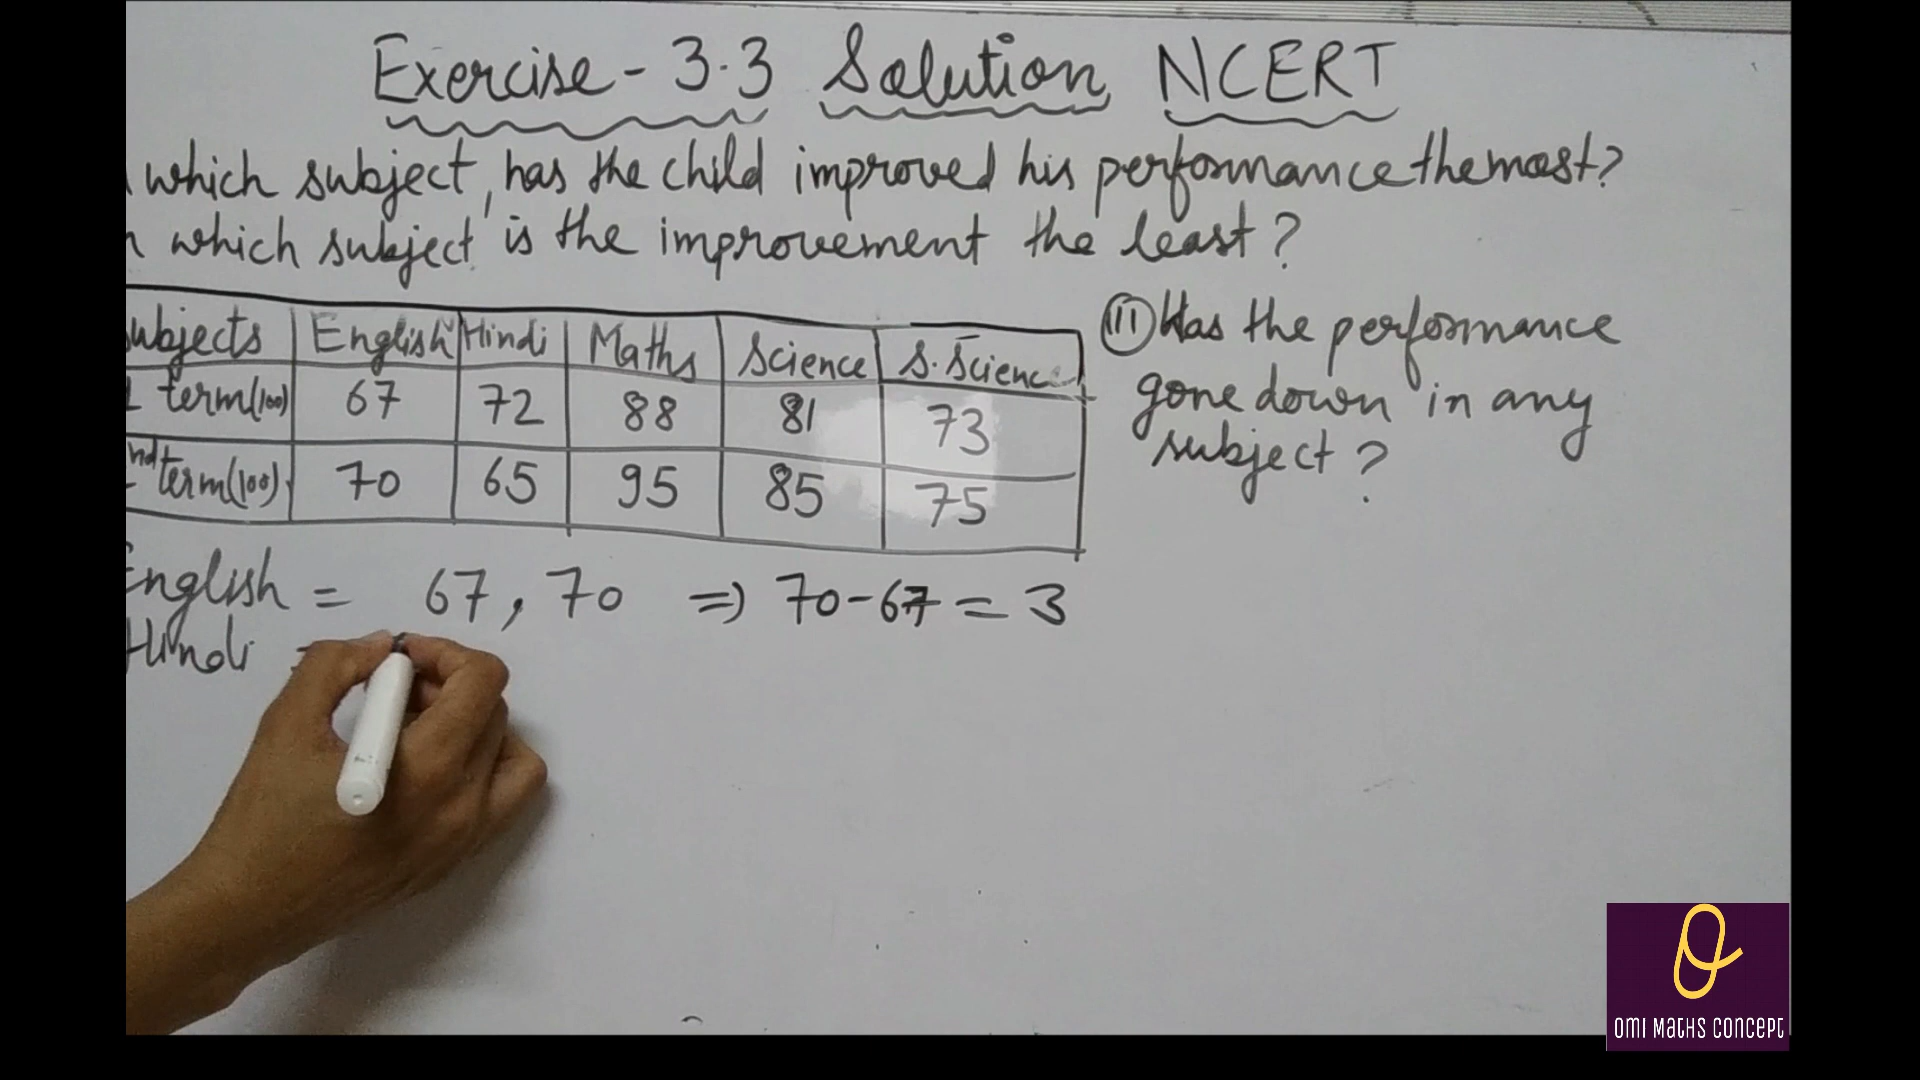 Exercise - 3.3 Solution NCERT
which subject, has the child improved his performance the most?
which subject is the improvement the least?
ubjects English Hindi Maths Science S. Science
term(100) 67 72 88 81 73
nd term(100) 70 65 95 85 75
(III) Has the performance
gone down in any
subject?
English = 67, 70 => 70-67 = 3
Hindi =
OMI MATHS CONCEPT